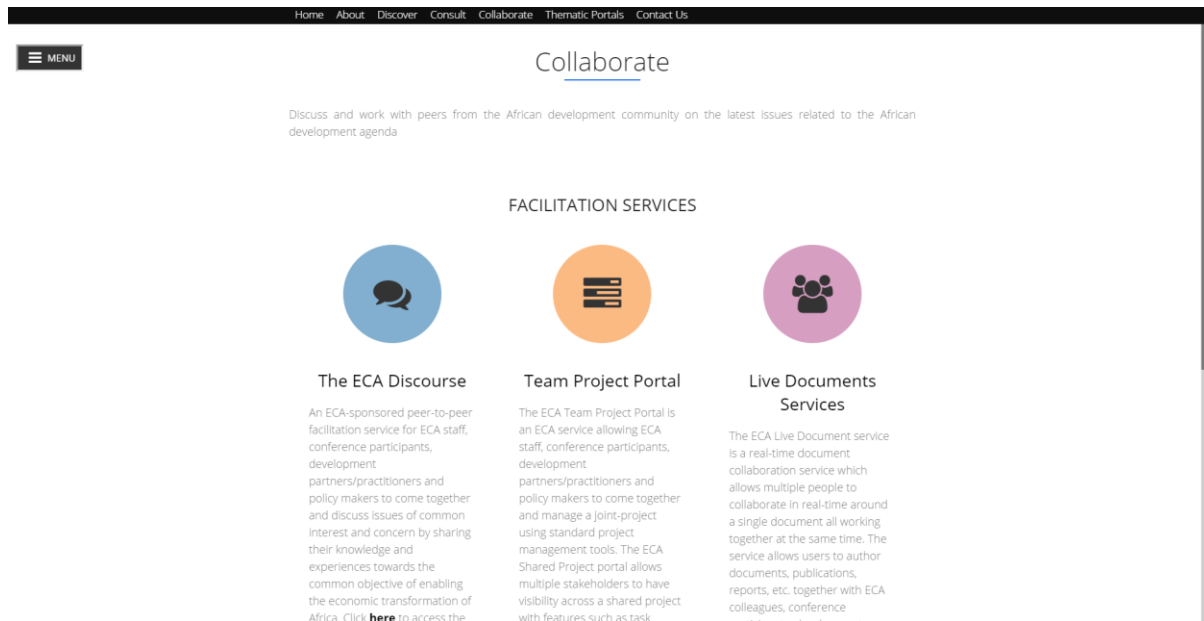 Home About Discover Consult Collaborate Thematic Portals Contact Us
MENU
Collaborate
Discuss and work with peers from the African development community on the latest issues related to the African
development agenda
FACILITATION SERVICES
The ECA Discourse
An ECA-sponsored peer-to-peer
facilitation service for ECA staff,
conference participants,
development
partners/practitioners and
policy makers to come together
and discuss issues of common
interest and concern by sharing
their knowledge and
experiences towards the
common objective of enabling
the economic transformation of
Africa. Click here to access the
Team Project Portal
The ECA Team Project Portal is
an ECA service allowing ECA
staff, conference participants,
development
partners/practitioners and
policy makers to come together
and manage a joint-project
using standard project
management tools. The ECA
Shared Project portal allows
multiple stakeholders to have
visibility across a shared project
with features such as task
Live Documents
Services
The ECA Live Document service
is a real-time document
collaboration service which
allows multiple people to
collaborate in real-time around
a single document all working
together at the same time. The
service allows users to author
documents, publications,
reports, etc. together with ECA
colleagues, conference